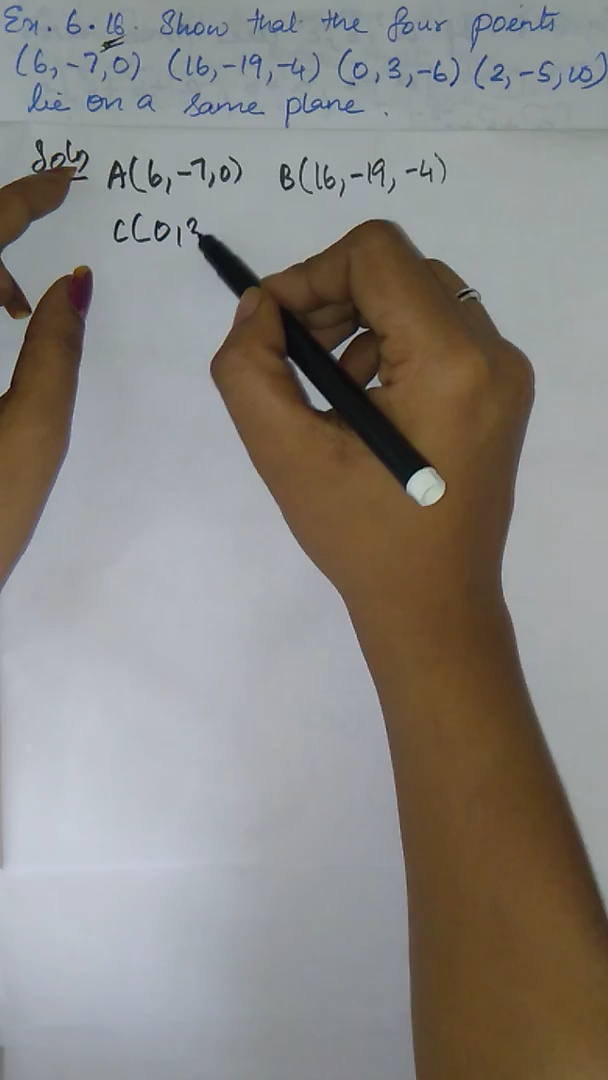 Ex. 6.16. Show that the four points
(6,-7,0) (16,-19,-4) (0,3,-6) (2,-5,10)
lie on a same plane.
Soln A(6,-7,0) B(16,-19,-4)
C(0,3